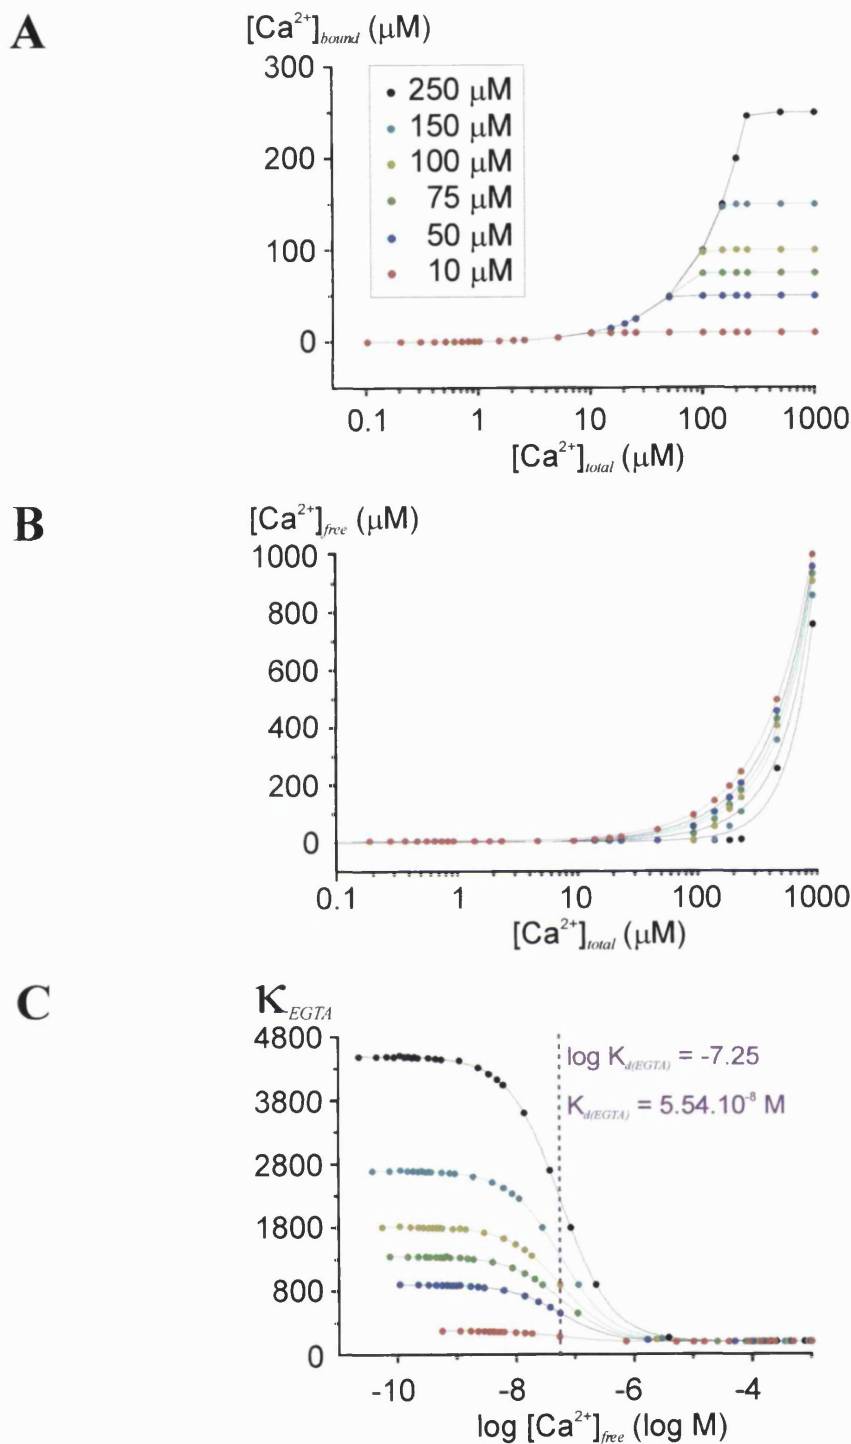 A
[Ca²⁺]bound (μM)
300
200
100
0
250 μM
150 μM
100 μM
75 μM
50 μM
10 μM
0.1 1 10 100 1000
[Ca²⁺]total (μM)
B
[Ca²⁺]free (μM)
1000
800
600
400
200
0
0.1 1 10 100 1000
[Ca²⁺]total (μM)
C
κEGTA
4800
3800
2800
1800
800
0
log Kd(EGTA) = -7.25
Kd(EGTA) = 5.54.10⁻⁸ M
-10 -8 -6 -4
log [Ca²⁺]free (log M)